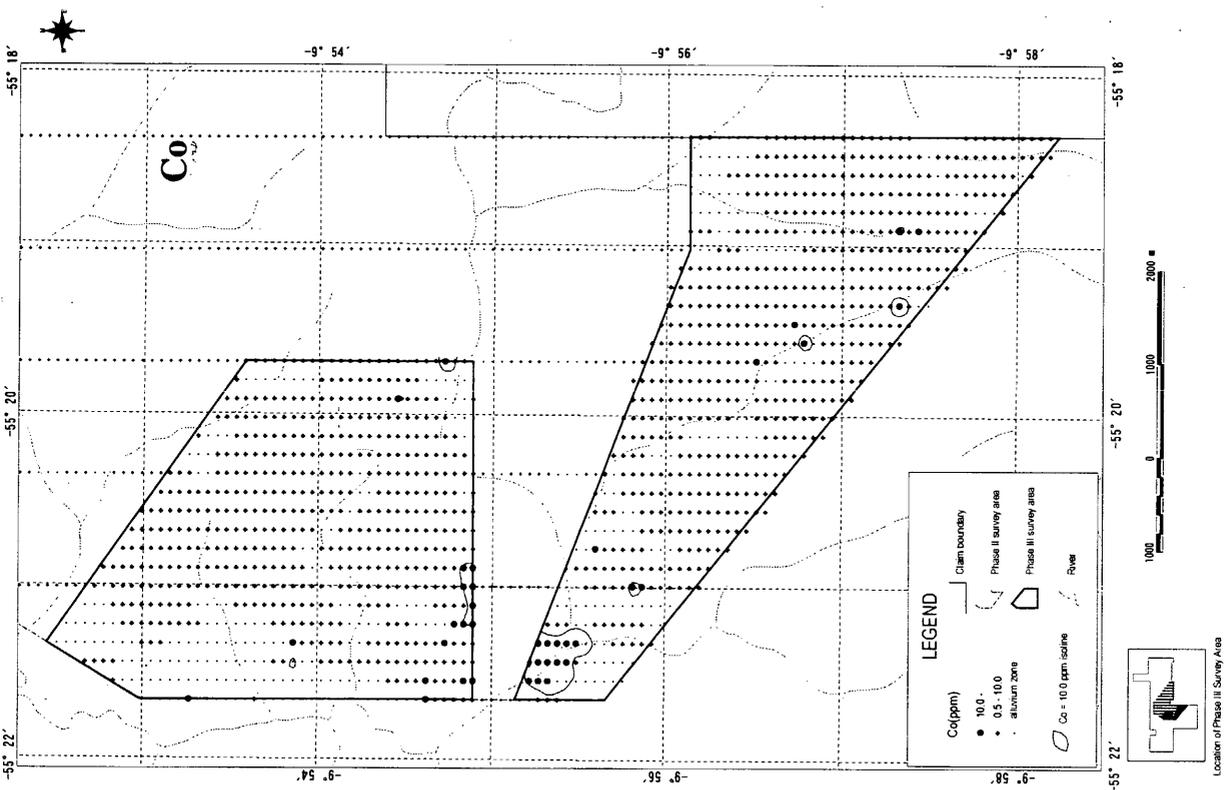 -9° 54′
-9° 56′
-9° 58′
-55° 18′
-55° 18′
Co
-55° 20′
-55° 20′
-55° 22′
-55° 22′
-9° 54′
-9° 56′
-9° 58′
LEGEND
Co(ppm)
10.0 -
0.5 - 10.0
alluvium zone
Co = 10.0 ppm isoline
Claim boundary
Phase II survey area
Phase III survey area
River
1000 0 1000 2000 m
Location of Phase III Survey Area